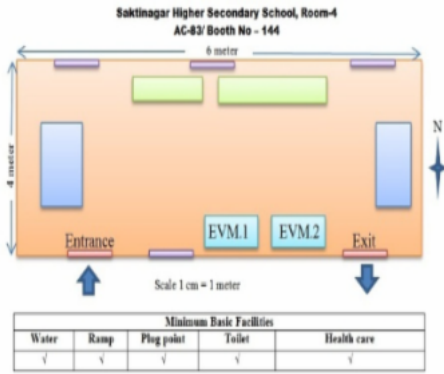 Saktinagar Higher Secondary School, Room-4
AC-83/ Booth No - 144
6 meter
4 meter
N
EVM.1 EVM.2
Entrance Exit
Scale 1 cm = 1 meter
Minimum Basic Facilities
Water Ramp Plug point Toilet Health care
√ √ √ √ √